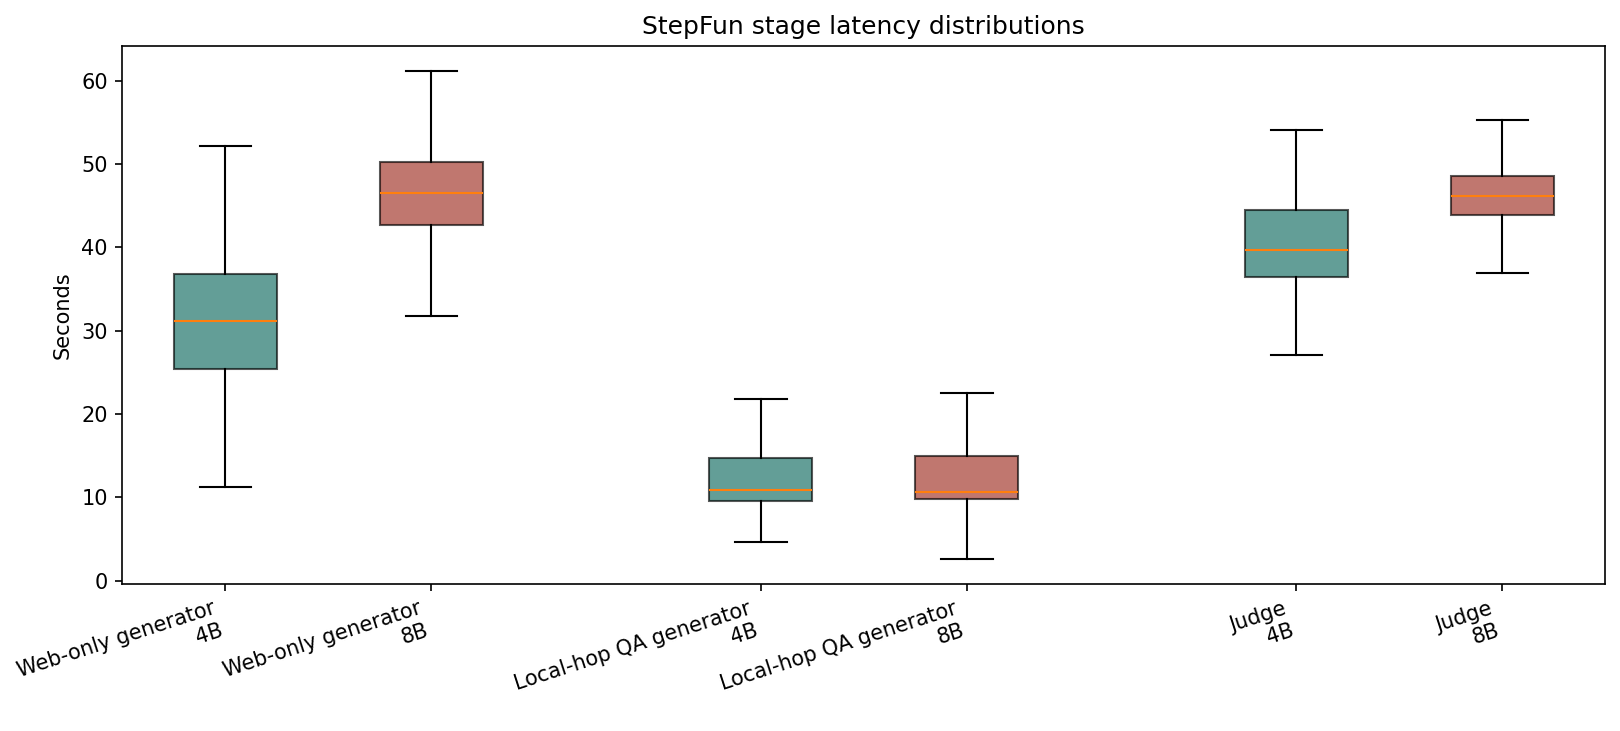 StepFun stage latency distributions
Seconds
60
50
40
30
20
10
0
Web-only generator
4B
Web-only generator
8B
Local-hop QA generator
4B
Local-hop QA generator
8B
Judge
4B
Judge
8B